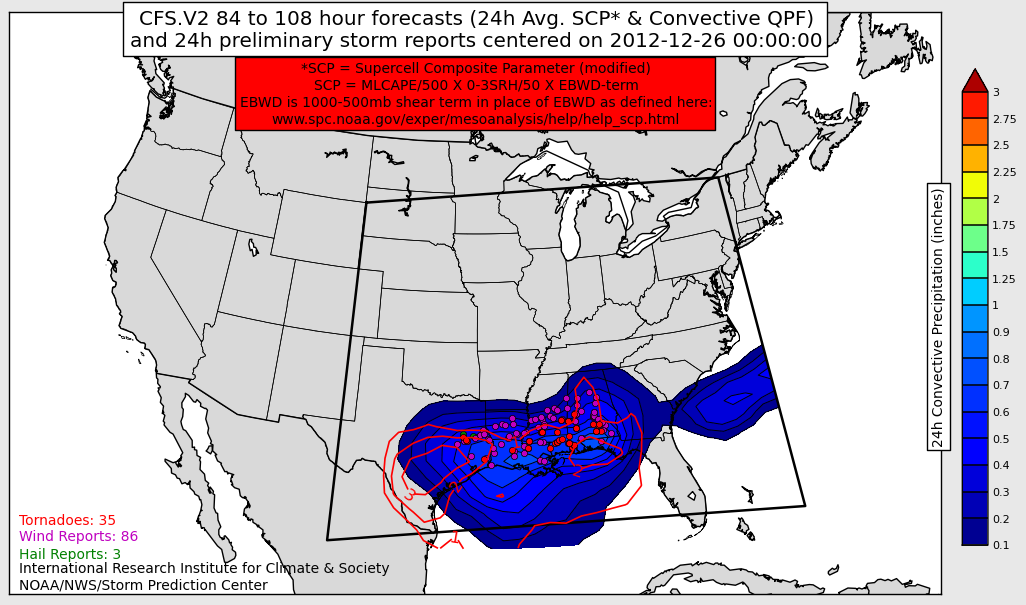 CFS.V2 84 to 108 hour forecasts (24h Avg. SCP* & Convective QPF)
and 24h preliminary storm reports centered on 2012-12-26 00:00:00
*SCP = Supercell Composite Parameter (modified)
SCP = MLCAPE/500 X 0-3SRH/50 X EBWD-term
EBWD is 1000-500mb shear term in place of EBWD as defined here:
www.spc.noaa.gov/exper/mesoanalysis/help/help_scp.html
3
2.75
2.5
2.25
2
1.75
1.5
1.25
1
0.9
0.8
0.7
0.6
0.5
0.4
0.3
0.2
0.1
24h Convective Precipitation (inches)
Tornadoes: 35
Wind Reports: 86
Hail Reports: 3
International Research Institute for Climate & Society
NOAA/NWS/Storm Prediction Center